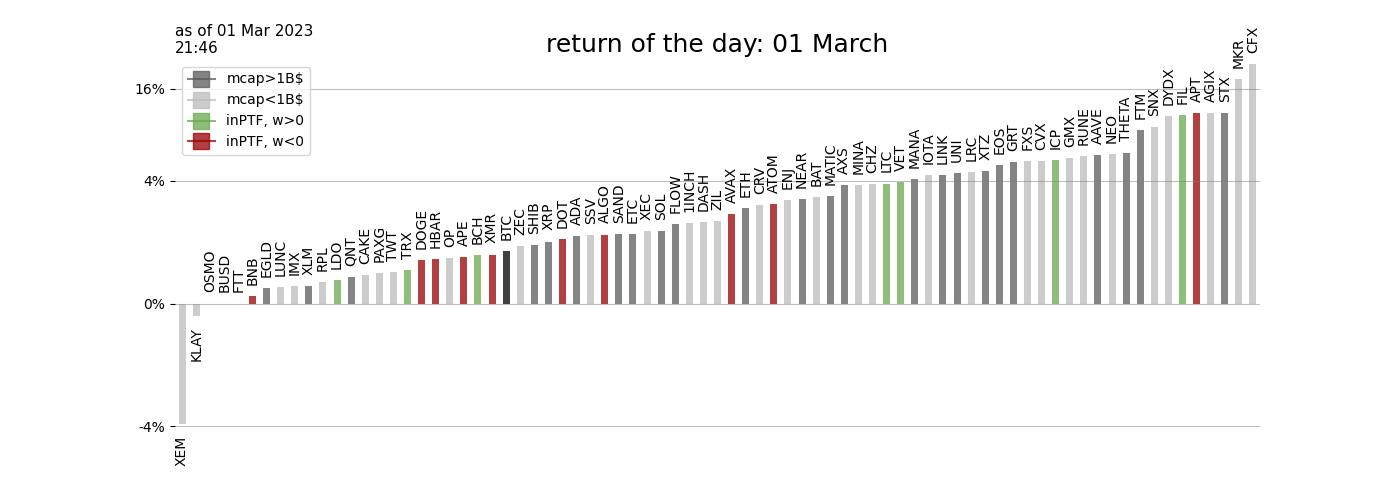 as of 01 Mar 2023
21:46
return of the day: 01 March
mcap>1B$
mcap<1B$
inPTF, w>0
inPTF, w<0
16%
4%
0%
-4%
XEM
KLAY
OSMO
BUSD
FTT
BNB
EGLD
LUNC
IMX
XLM
RPL
LDO
QNT
CAKE
PAXG
TWT
TRX
DOGE
HBAR
OP
APE
BCH
XMR
BTC
ZEC
SHIB
XRP
DOT
ADA
SSV
ALGO
SAND
ETC
XEC
SOL
FLOW
1INCH
DASH
ZIL
AVAX
ETH
CRV
ATOM
ENJ
NEAR
BAT
MATIC
AXS
MINA
CHZ
LTC
VET
MANA
IOTA
LINK
UNI
LRC
XTZ
EOS
GRT
FXS
CVX
ICP
GMX
RUNE
AAVE
NEO
THETA
FTM
SNX
DYDX
FIL
APT
AGIX
STX
MKR
CFX